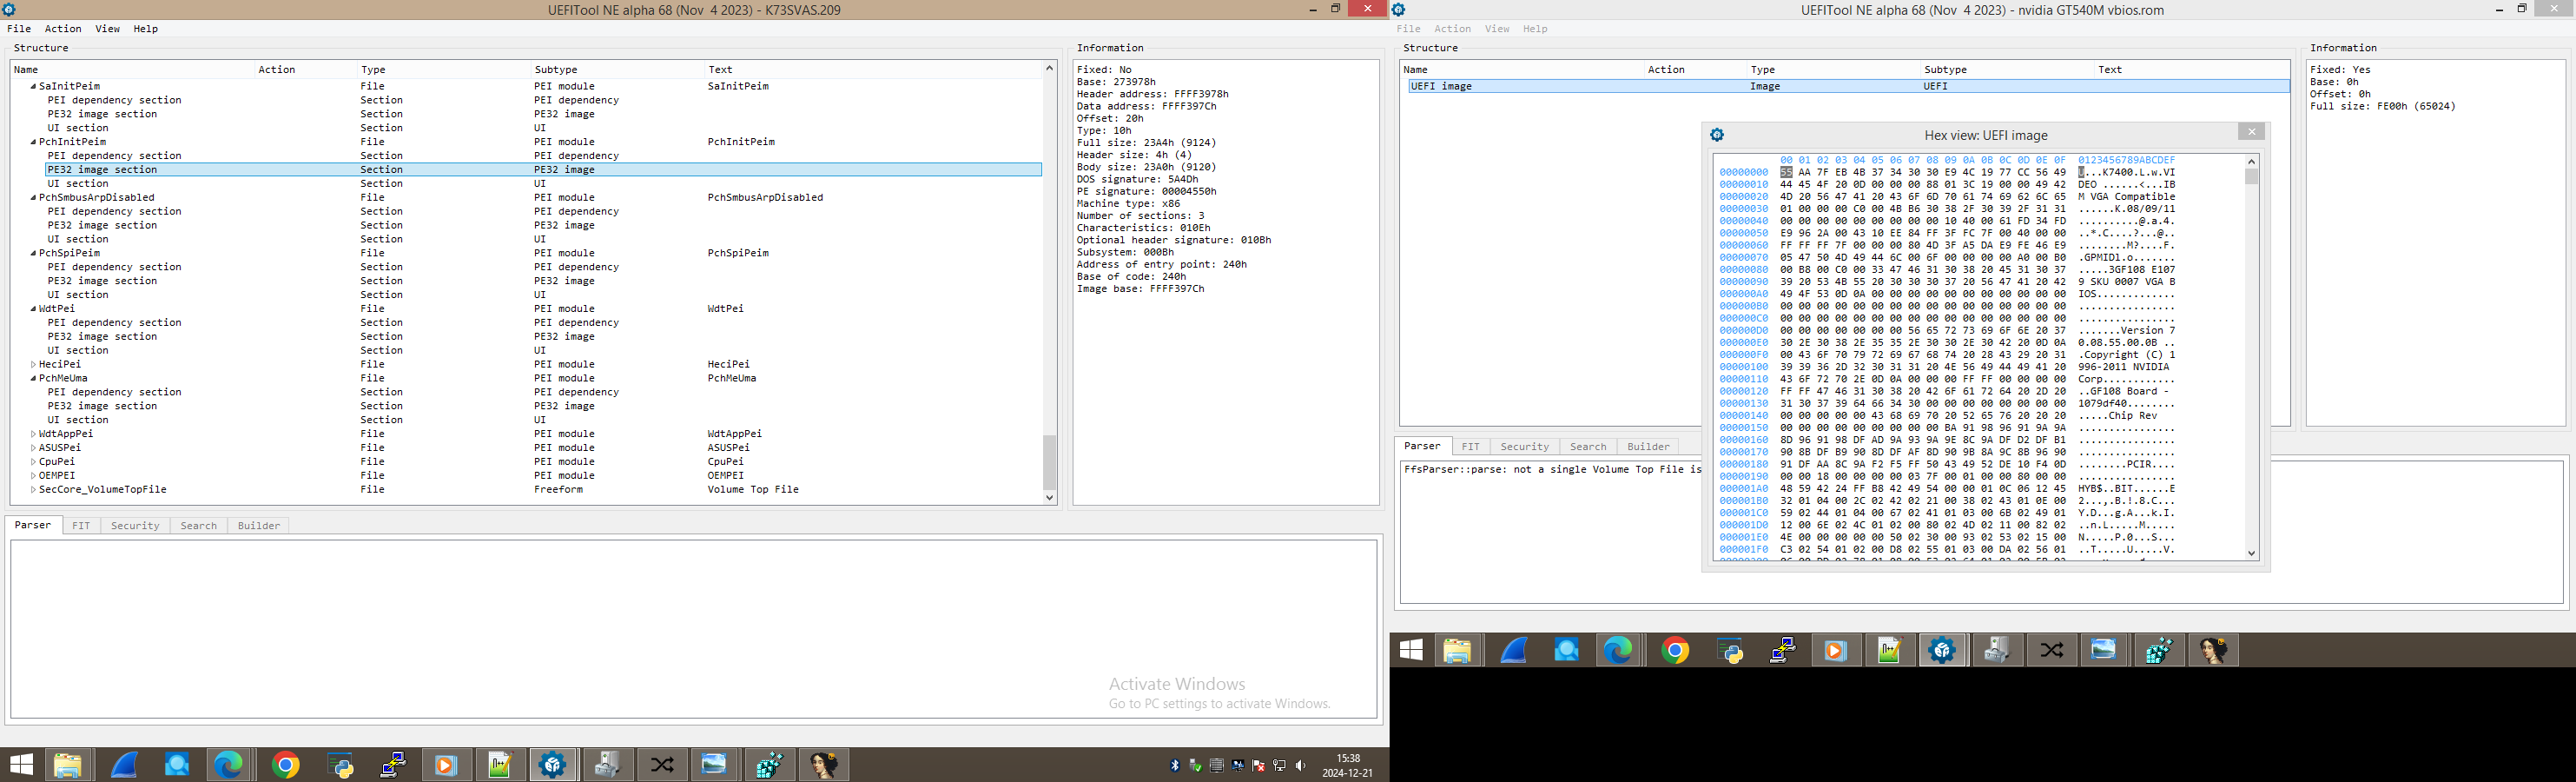 UEFITool NE alpha 68 (Nov  4 2023) - K73SVAS.209
File Action View Help
Structure
Name Action Type Subtype Text
SaInitPeim File PEI module SaInitPeim
PEI dependency section Section PEI dependency
PE32 image section Section PE32 image
UI section Section UI
PchInitPeim File PEI module PchInitPeim
PEI dependency section Section PEI dependency
PE32 image section Section PE32 image
UI section Section UI
PchSmbusArpDisabled File PEI module PchSmbusArpDisabled
PEI dependency section Section PEI dependency
PE32 image section Section PE32 image
UI section Section UI
PchSpiPeim File PEI module PchSpiPeim
PEI dependency section Section PEI dependency
PE32 image section Section PE32 image
UI section Section UI
WdtPei File PEI module WdtPei
PEI dependency section Section PEI dependency
PE32 image section Section PE32 image
UI section Section UI
HeciPei File PEI module HeciPei
PchMeUma File PEI module PchMeUma
PEI dependency section Section PEI dependency
PE32 image section Section PE32 image
UI section Section UI
WdtAppPei File PEI module WdtAppPei
ASUSPei File PEI module ASUSPei
CpuPei File PEI module CpuPei
OEMPEI File PEI module OEMPEI
SecCore_VolumeTopFile File Freeform Volume Top File
Information
Fixed: No
Base: 273978h
Header address: FFFF3978h
Data address: FFFF397Ch
Offset: 20h
Type: 10h
Full size: 23A4h (9124)
Header size: 4h (4)
Body size: 23A0h (9120)
DOS signature: 5A4Dh
PE signature: 00004550h
Machine type: x86
Number of sections: 3
Characteristics: 010Eh
Optional header signature: 010Bh
Subsystem: 000Bh
Address of entry point: 240h
Base of code: 240h
Image base: FFFF397Ch
Parser FIT Security Search Builder
Activate Windows
Go to PC settings to activate Windows.
15:38
2024-12-21
UEFITool NE alpha 68 (Nov  4 2023) - nvidia GT540M vbios.rom
File Action View Help
Structure
Name Action Type Subtype Text
UEFI image Image UEFI
Information
Fixed: Yes
Base: 0h
Offset: 0h
Full size: FE00h (65024)
Hex view: UEFI image
00 01 02 03 04 05 06 07 08 09 0A 0B 0C 0D 0E 0F 0123456789ABCDEF
00000000 55 AA 7F EB 4B 37 34 30 30 E9 4C 19 77 CC 56 49 U...K7400.L.w.VI
00000010 44 45 4F 20 0D 00 00 00 88 01 3C 19 00 00 49 42 DEO ......<...IB
00000020 4D 20 56 47 41 20 43 6F 6D 70 61 74 69 62 6C 65 M VGA Compatible
00000030 01 00 00 00 C0 00 4B B6 30 38 2F 30 39 2F 31 31 ......K.08/09/11
00000040 00 00 00 00 00 00 00 00 00 10 40 00 61 FD 34 FD ..........@.a.4.
00000050 E9 96 2A 00 43 10 EE 84 FF 3F FC 7F 00 40 00 00 ..*.C....?...@..
00000060 FF FF FF 7F 00 00 00 80 4D 3F A5 DA E9 FE 46 E9 ........M?....F.
00000070 05 47 50 4D 49 44 6C 00 6F 00 00 00 00 A0 00 B0 .GPMIDl.o.......
00000080 00 B8 00 C0 00 33 47 46 31 30 38 20 45 31 30 37 .....3GF108 E107
00000090 39 20 53 4B 55 20 30 30 30 37 20 56 47 41 20 42 9 SKU 0007 VGA B
000000A0 49 4F 53 0D 0A 00 00 00 00 00 00 00 00 00 00 00 IOS.............
000000B0 00 00 00 00 00 00 00 00 00 00 00 00 00 00 00 00 ................
000000C0 00 00 00 00 00 00 00 00 00 00 00 00 00 00 00 00 ................
000000D0 00 00 00 00 00 00 00 56 65 72 73 69 6F 6E 20 37 .......Version 7
000000E0 30 2E 30 38 2E 35 35 2E 30 30 2E 30 42 20 0D 0A 0.08.55.00.0B ..
000000F0 00 43 6F 70 79 72 69 67 68 74 20 28 43 29 20 31 .Copyright (C) 1
00000100 39 39 36 2D 32 30 31 31 20 4E 56 49 44 49 41 20 996-2011 NVIDIA
00000110 43 6F 72 70 2E 0D 0A 00 00 00 FF FF 00 00 00 00 Corp............
00000120 FF FF 47 46 31 30 38 20 42 6F 61 72 64 20 2D 20 ..GF108 Board -
00000130 31 30 37 39 64 66 34 30 00 00 00 00 00 00 00 00 1079df40........
00000140 00 00 00 00 00 43 68 69 70 20 52 65 76 20 20 20 .....Chip Rev
00000150 00 00 00 00 00 00 00 00 00 BA 91 98 96 91 9A 9A ................
00000160 8D 96 91 98 DF AD 9A 93 9A 9E 8C 9A DF D2 DF B1 ................
00000170 90 8B DF B9 90 8D DF AF 8D 90 9B 8A 9C 8B 96 90 ................
00000180 91 DF AA 8C 9A F2 F5 FF 50 43 49 52 DE 10 F4 0D ........PCIR....
00000190 00 00 18 00 00 00 00 03 7F 00 01 00 00 80 00 00 ................
000001A0 48 59 42 24 FF B8 42 49 54 00 00 01 0C 06 12 45 HYB$..BIT......E
000001B0 32 01 04 00 2C 02 42 02 21 00 38 02 43 01 0E 00 2...,.B.!.8.C...
000001C0 59 02 44 01 04 00 67 02 41 01 03 00 6B 02 49 01 Y.D...g.A...k.I.
000001D0 12 00 6E 02 4C 01 02 00 80 02 4D 02 11 00 82 02 ..n.L.....M.....
000001E0 4E 00 00 00 00 00 50 02 30 00 93 02 53 02 15 00 N.....P.0...S...
000001F0 C3 02 54 01 02 00 D8 02 55 01 03 00 DA 02 56 01 ..T.....U.....V.
Parser FIT Security Search Builder
FfsParser::parse: not a single Volume Top File is